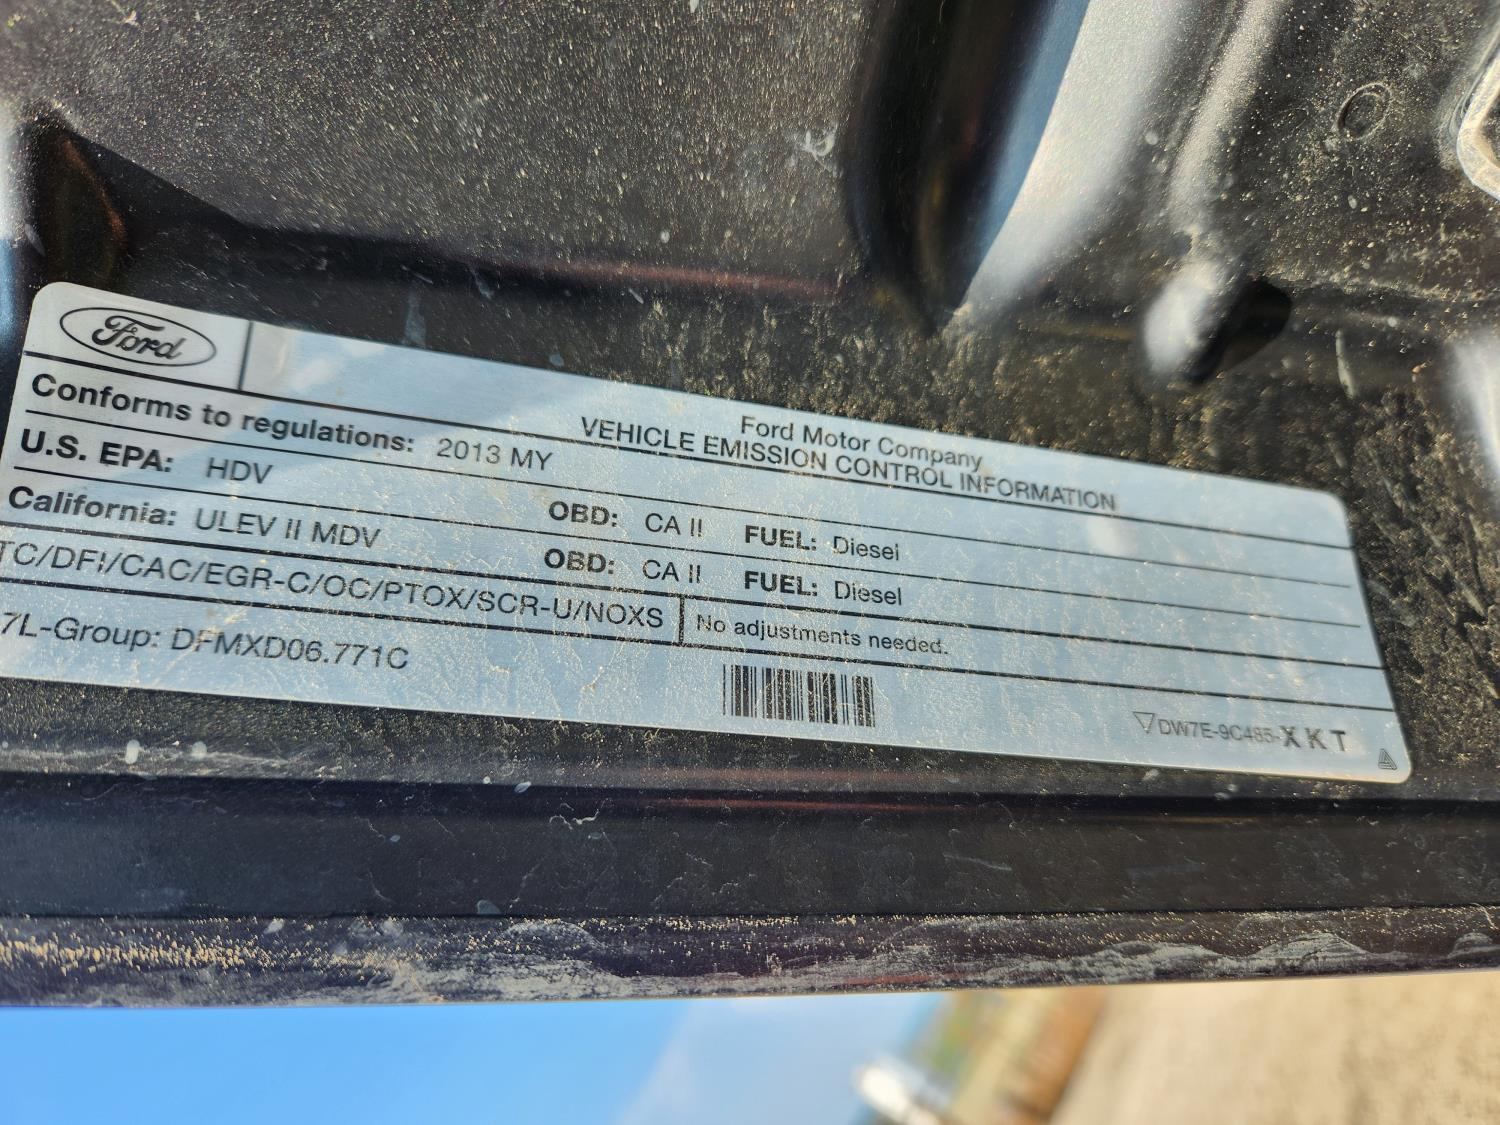 Ford
Ford Motor Company
VEHICLE EMISSION CONTROL INFORMATION
Conforms to regulations: 2013 MY
U.S. EPA: HDV OBD: CA II FUEL: Diesel
California: ULEV II MDV OBD: CA II FUEL: Diesel
TC/DFI/CAC/EGR-C/OC/PTOX/SCR-U/NOXS No adjustments needed.
7L-Group: DFMXD06.771C
DW7E-9C485-XKT